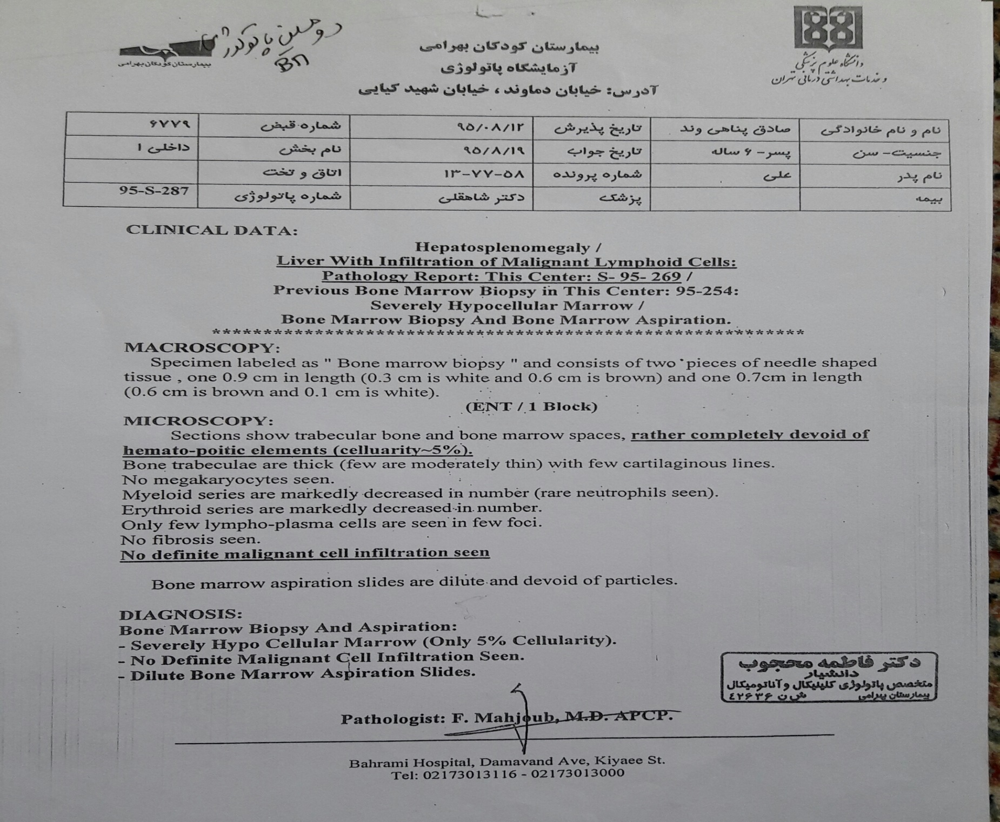 دومین پاتولوژی
BM
بیمارستان کودکان بهرامی
بیمارستان کودکان بهرامی
آزمایشگاه پاتولوژی
آدرس: خیابان دماوند ، خیابان شهید کیایی
دانشگاه علوم پزشکی
و خدمات بهداشتی درمانی تهران
نام و نام خانوادگی صادق پناهی وند تاریخ پذیرش ۹۵/۰۸/۱۲ شماره قبض ۶۷۷۹
جنسیت- سن پسر- ۶ ساله تاریخ جواب ۹۵/۸/۱۹ نام بخش داخلی ۱
نام پدر علی شماره پرونده ۱۳-۷۷-۵۸ اتاق و تخت
بیمه پزشک دکتر شاهقلی شماره پاتولوژی 95-S-287
CLINICAL DATA:
Hepatosplenomegaly /
Liver With Infiltration of Malignant Lymphoid Cells:
Pathology Report: This Center: S- 95- 269 /
Previous Bone Marrow Biopsy in This Center: 95-254:
Severely Hypocellular Marrow /
Bone Marrow Biopsy And Bone Marrow Aspiration.
******************************************************************
MACROSCOPY:
Specimen labeled as " Bone marrow biopsy " and consists of two pieces of needle shaped
tissue , one 0.9 cm in length (0.3 cm is white and 0.6 cm is brown) and one 0.7cm in length
(0.6 cm is brown and 0.1 cm is white).
(ENT / 1 Block)
MICROSCOPY:
Sections show trabecular bone and bone marrow spaces, rather completely devoid of
hemato-poitic elements (celluarity~5%).
Bone trabeculae are thick (few are moderately thin) with few cartilaginous lines.
No megakaryocytes seen.
Myeloid series are markedly decreased in number (rare neutrophils seen).
Erythroid series are markedly decreased in number.
Only few lympho-plasma cells are seen in few foci.
No fibrosis seen.
No definite malignant cell infiltration seen
Bone marrow aspiration slides are dilute and devoid of particles.
DIAGNOSIS:
Bone Marrow Biopsy And Aspiration:
- Severely Hypo Cellular Marrow (Only 5% Cellularity).
- No Definite Malignant Cell Infiltration Seen.
- Dilute Bone Marrow Aspiration Slides.
دکتر فاطمه محجوب
دانشیار
متخصص پاتولوژی کلینیکال و آناتومیکال
بیمارستان بهرامی ش ن ٤٢۶٣۶
Pathologist: F. Mahjoub, M.D. APCP.
Bahrami Hospital, Damavand Ave, Kiyaee St.
Tel: 02173013116 - 02173013000